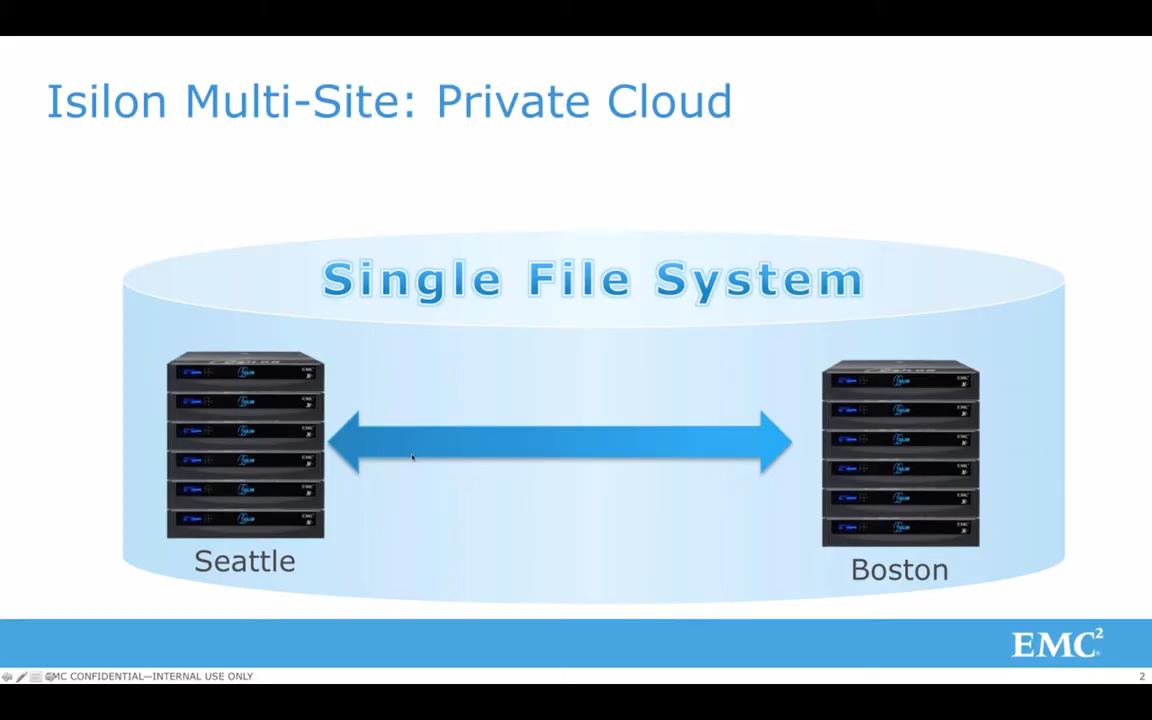 Isilon Multi-Site: Private Cloud
Single File System
Seattle
Boston
EMC²
EMC CONFIDENTIAL—INTERNAL USE ONLY
2